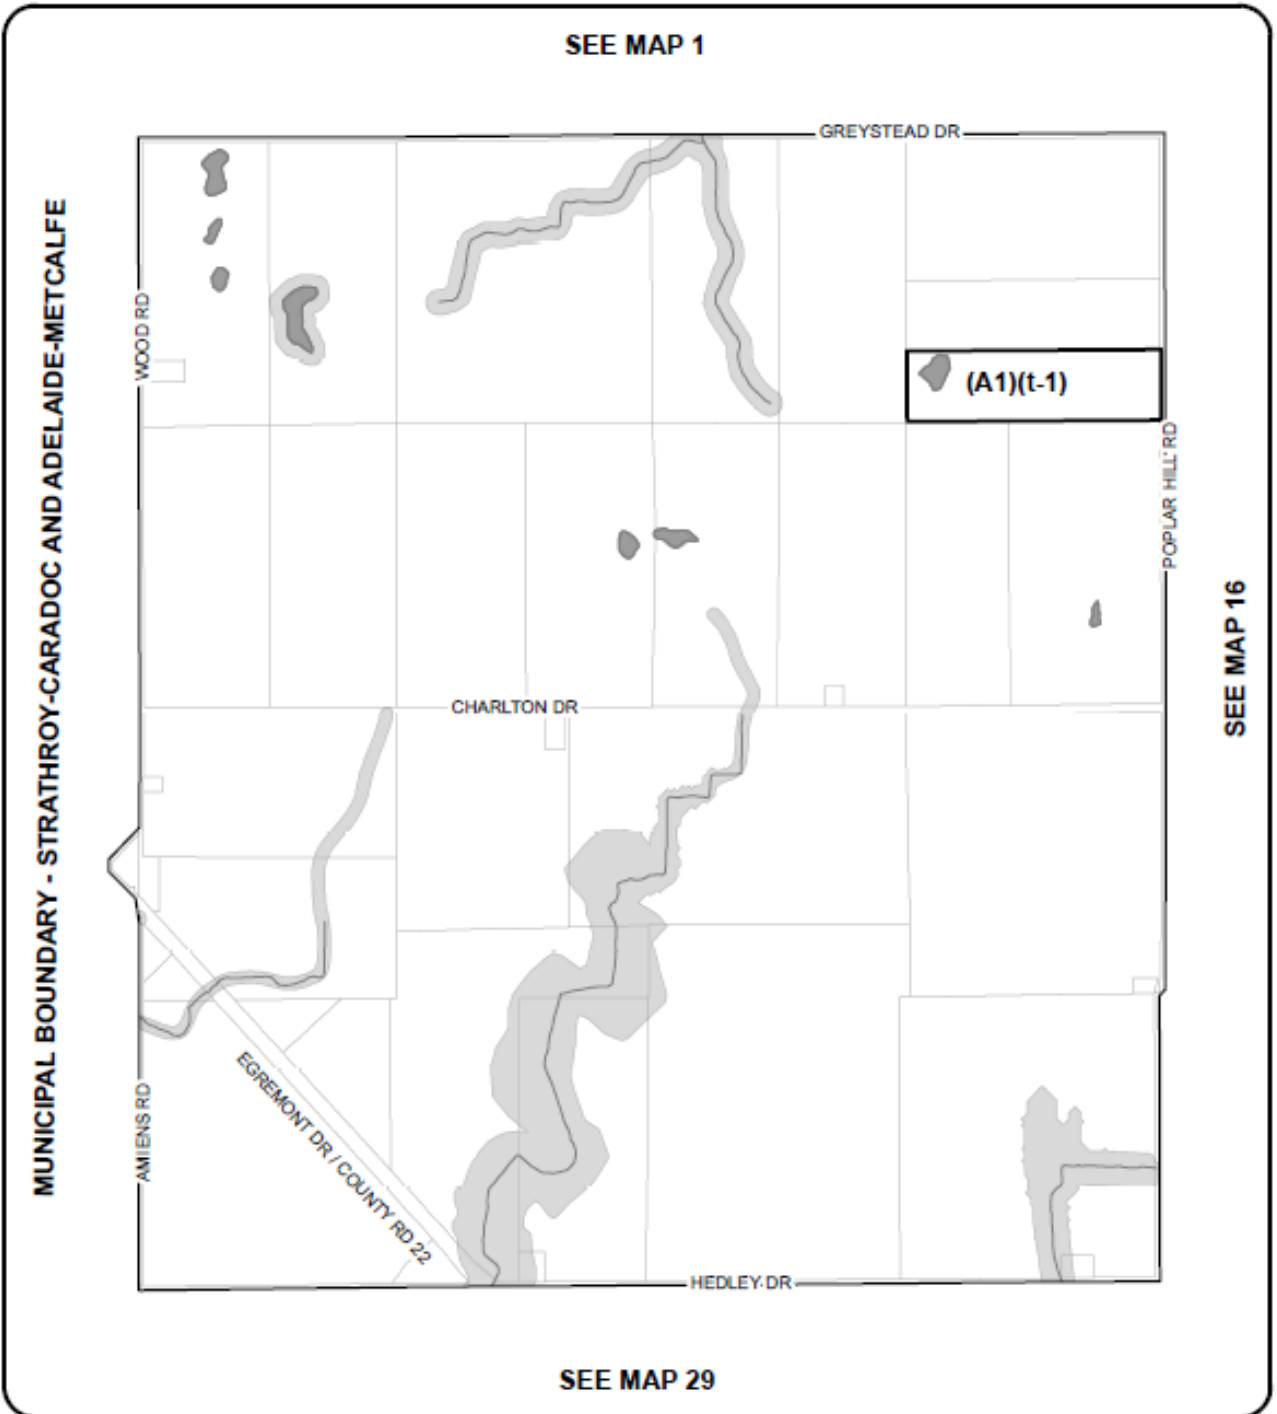 SEE MAP 1
GREYSTEAD DR
MUNICIPAL BOUNDARY - STRATHROY-CARADOC AND ADELAIDE-METCALFE
WOOD RD
(A1)(t-1)
POPLAR HILL RD
SEE MAP 16
CHARLTON DR
AMIENS RD
EGREMONT DR / COUNTY RD 22
HEDLEY DR
SEE MAP 29